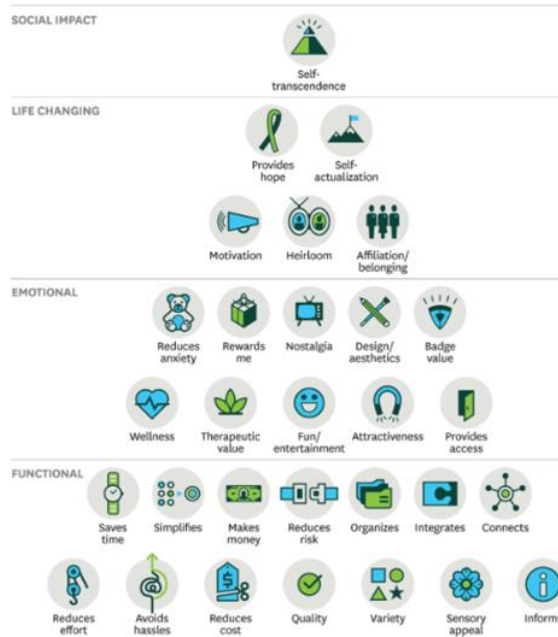 SOCIAL IMPACT
Self-
transcendence
LIFE CHANGING
Provides
hope
Self-
actualization
Motivation
Heirloom
Affiliation/
belonging
EMOTIONAL
Reduces
anxiety
Rewards
me
Nostalgia
Design/
aesthetics
Badge
value
Wellness
Therapeutic
value
Fun/
entertainment
Attractiveness
Provides
access
FUNCTIONAL
Saves
time
Simplifies
Makes
money
Reduces
risk
Organizes
Integrates
Connects
Reduces
effort
Avoids
hassles
Reduces
cost
Quality
Variety
Sensory
appeal
Inform